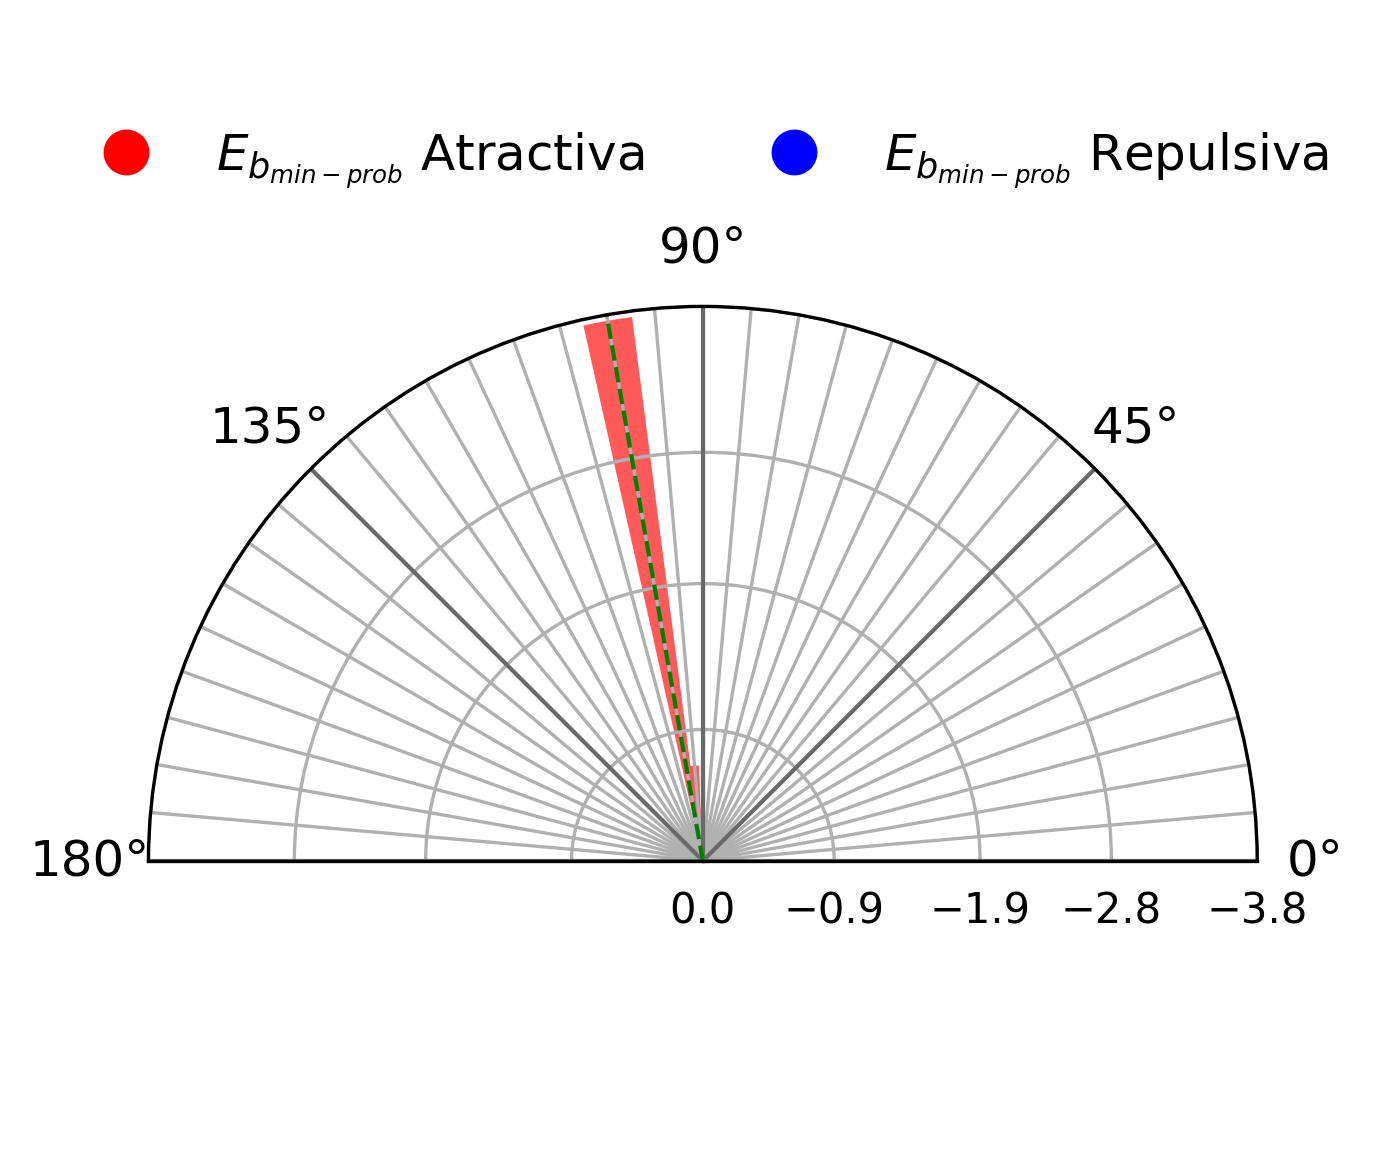 E_{b_{min-prob}} Atractiva E_{b_{min-prob}} Repulsiva
90°
135° 45°
180° 0°
0.0 −0.9 −1.9 −2.8 −3.8